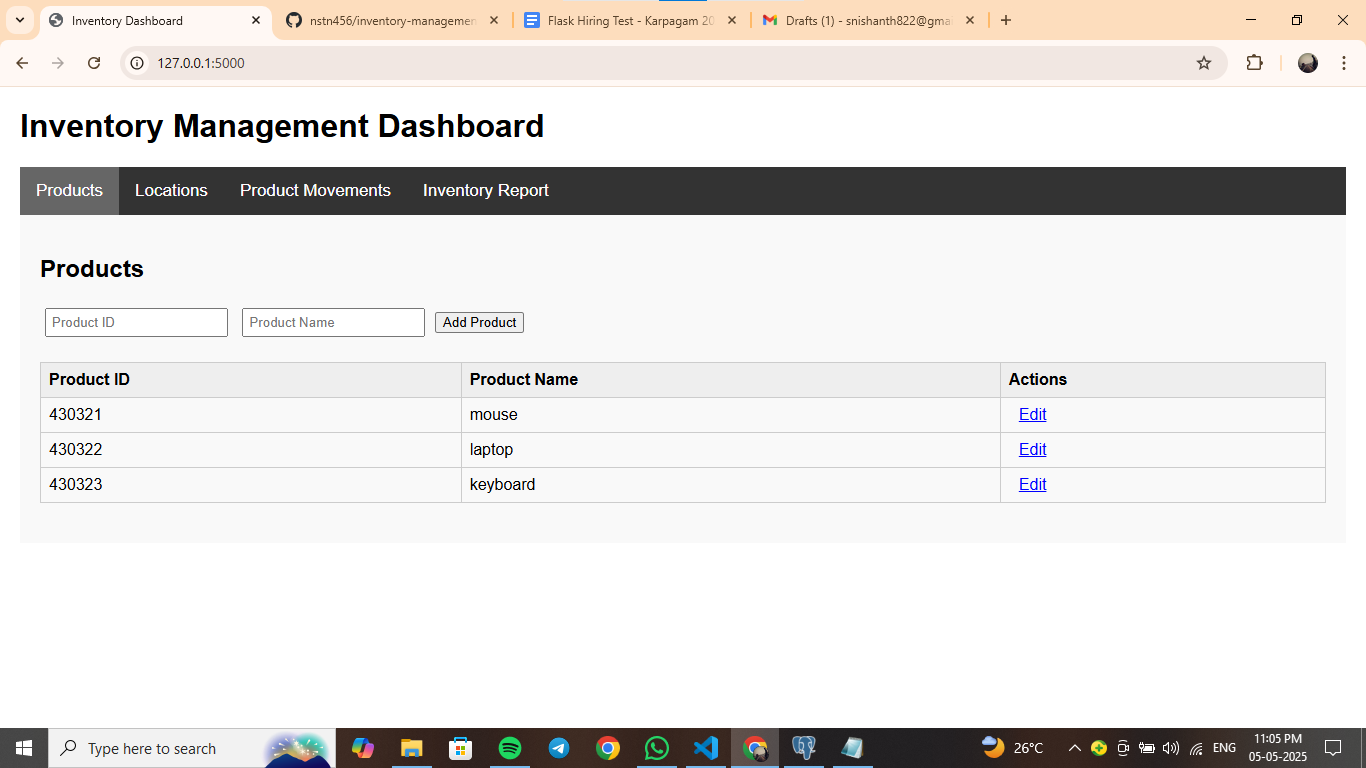 Inventory Dashboard
nstn456/inventory-managemen
Flask Hiring Test - Karpagam 20
Drafts (1) - snishanth822@gma
127.0.0.1:5000
Inventory Management Dashboard
Products Locations Product Movements Inventory Report
Products
Product ID Product Name Add Product
Product ID Product Name Actions
430321 mouse Edit
430322 laptop Edit
430323 keyboard Edit
Type here to search
26°C
ENG
11:05 PM
05-05-2025